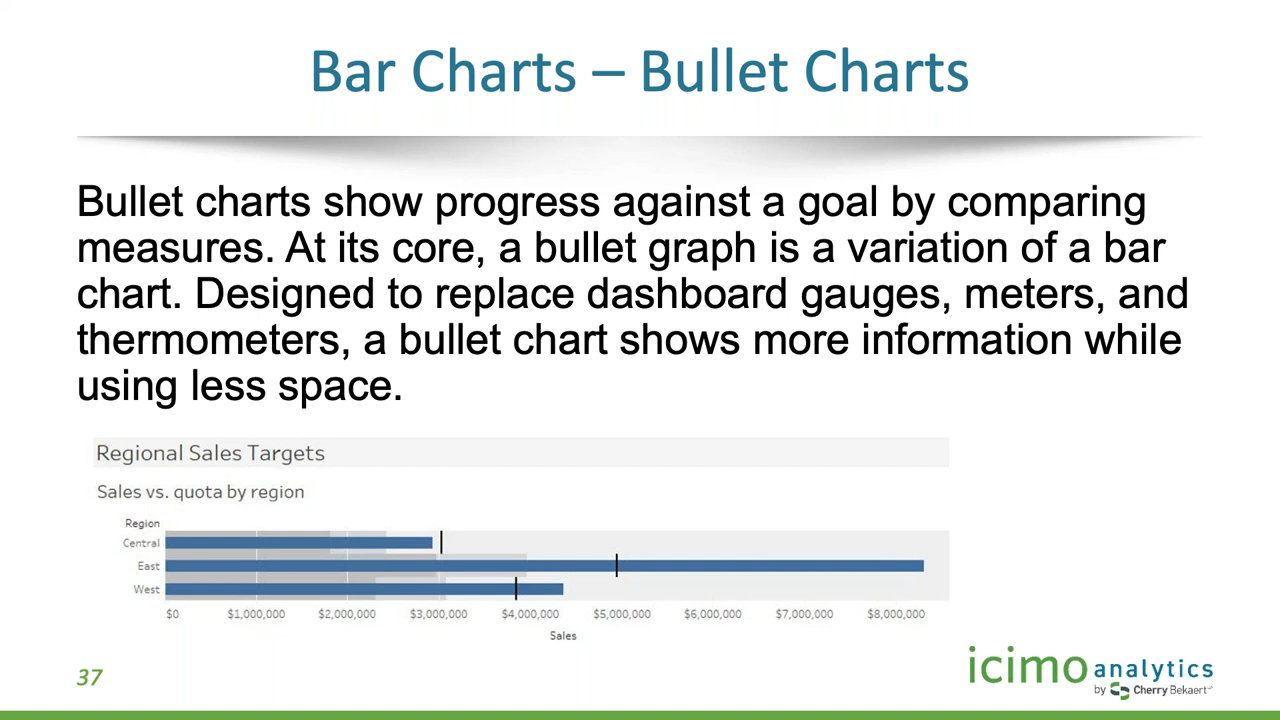 Bar Charts – Bullet Charts
Bullet charts show progress against a goal by comparing
measures. At its core, a bullet graph is a variation of a bar
chart. Designed to replace dashboard gauges, meters, and
thermometers, a bullet chart shows more information while
using less space.
Regional Sales Targets
Sales vs. quota by region
Region
Central
East
West
$0 $1,000,000 $2,000,000 $3,000,000 $4,000,000 $5,000,000 $6,000,000 $7,000,000 $8,000,000
Sales
37
icimo analytics
by Cherry Bekaert